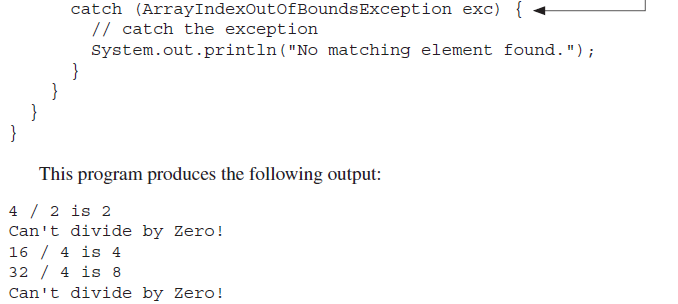 catch (ArrayIndexOutOfBoundsException exc) {
// catch the exception
System.out.println("No matching element found.");
}
}
}
}
This program produces the following output:
4 / 2 is 2
Can't divide by Zero!
16 / 4 is 4
32 / 4 is 8
Can't divide by Zero!